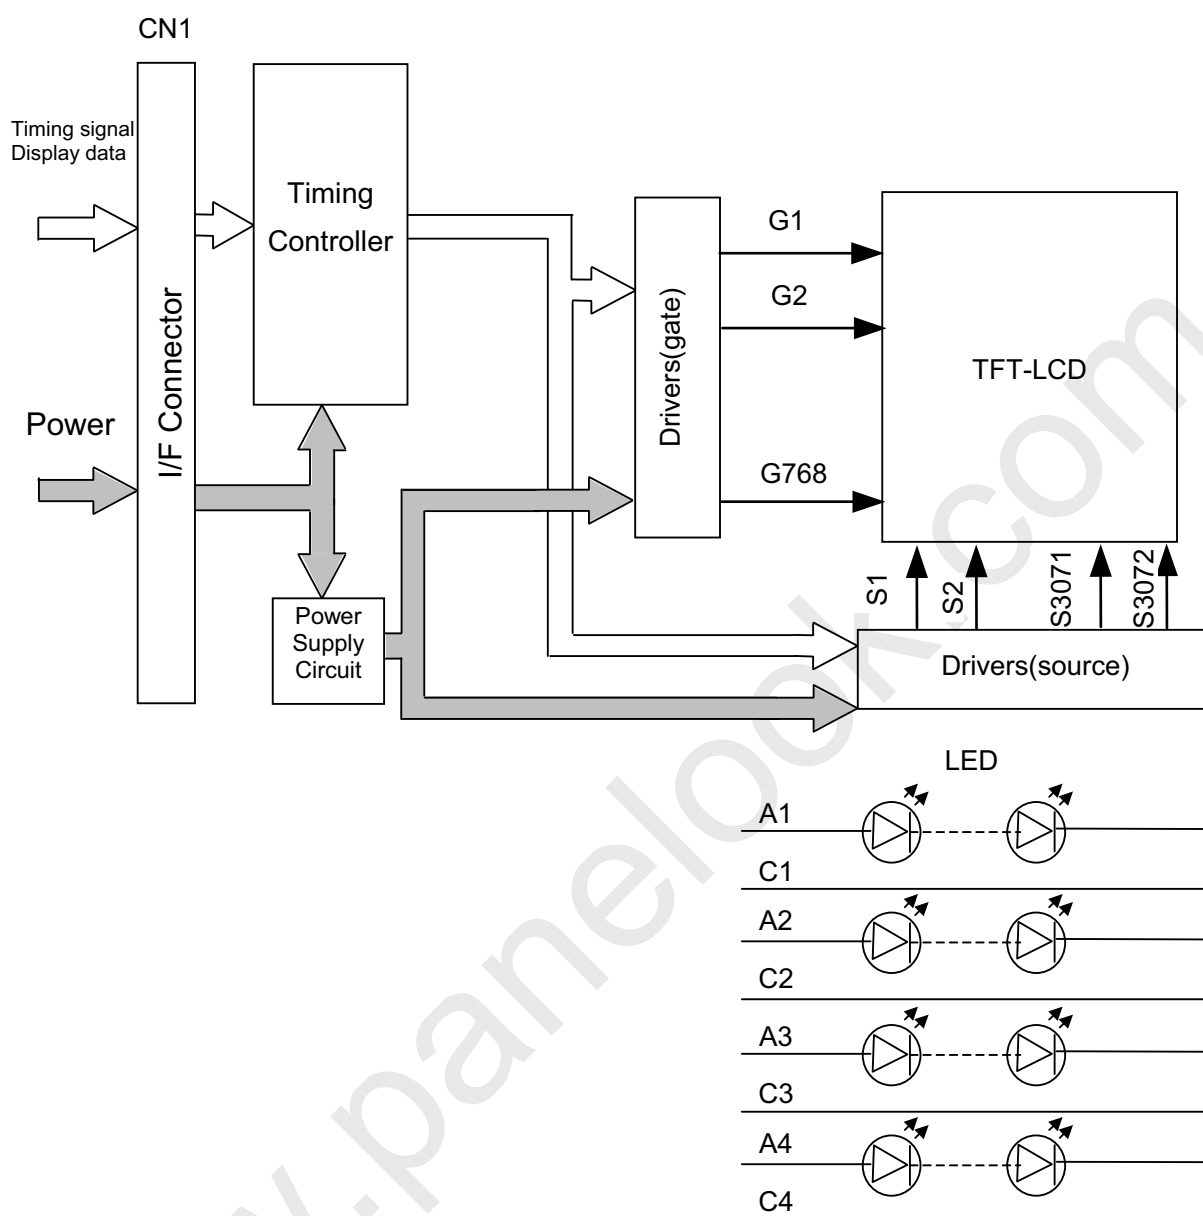 CN1
Timing signal
Display data
Power
I/F Connector
Timing
Controller
Power
Supply
Circuit
Drivers(gate)
G1
G2
G768
TFT-LCD
S1
S2
S3071
S3072
Drivers(source)
LED
A1
C1
A2
C2
A3
C3
A4
C4
.panelook.com